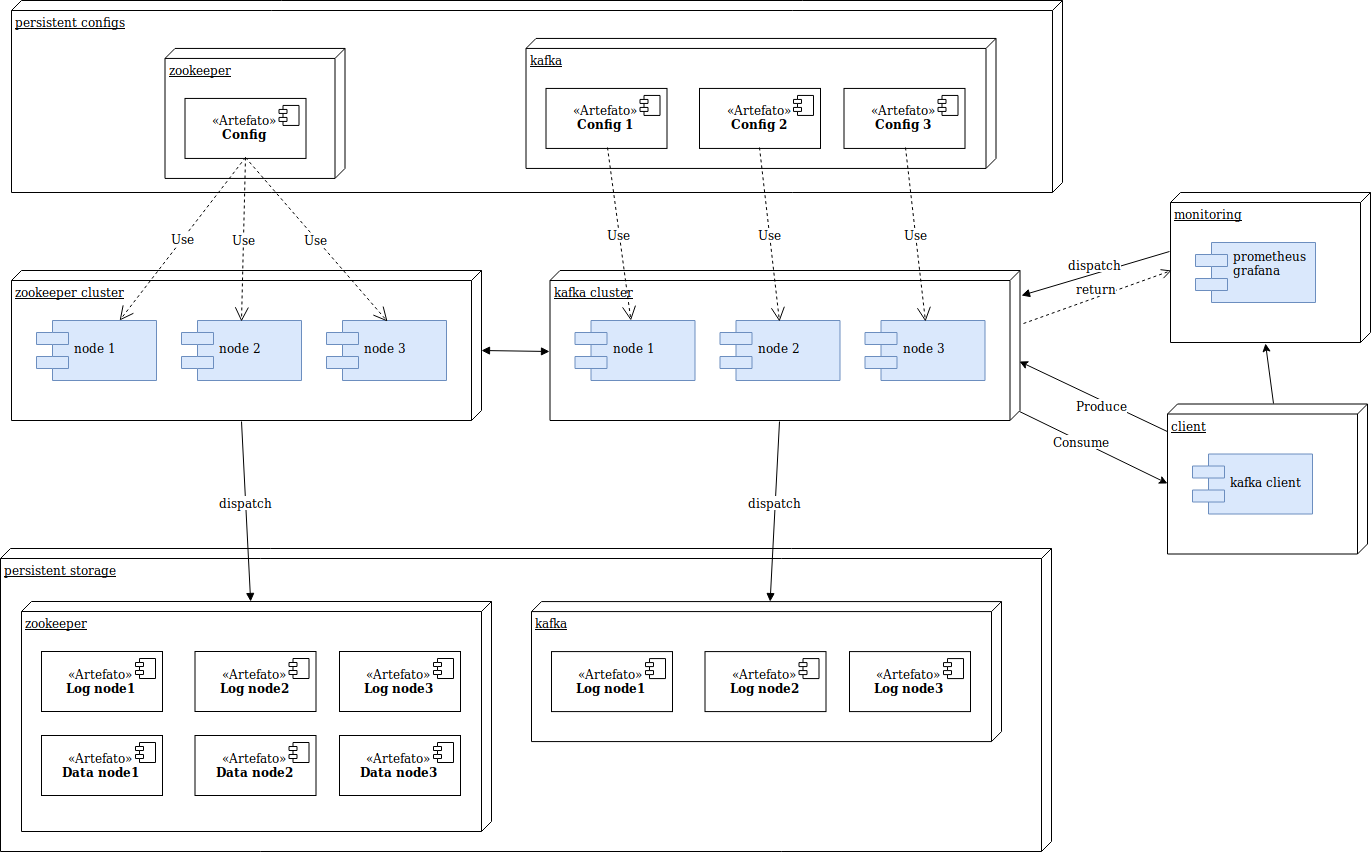 persistent configs
zookeeper
«Artefato»
Config
kafka
«Artefato»
Config 1
«Artefato»
Config 2
«Artefato»
Config 3
Use
Use
Use
Use
Use
Use
zookeeper cluster
node 1
node 2
node 3
kafka cluster
node 1
node 2
node 3
monitoring
prometheus
grafana
dispatch
return
Produce
Consume
client
kafka client
dispatch
dispatch
persistent storage
zookeeper
«Artefato»
Log node1
«Artefato»
Log node2
«Artefato»
Log node3
«Artefato»
Data node1
«Artefato»
Data node2
«Artefato»
Data node3
kafka
«Artefato»
Log node1
«Artefato»
Log node2
«Artefato»
Log node3